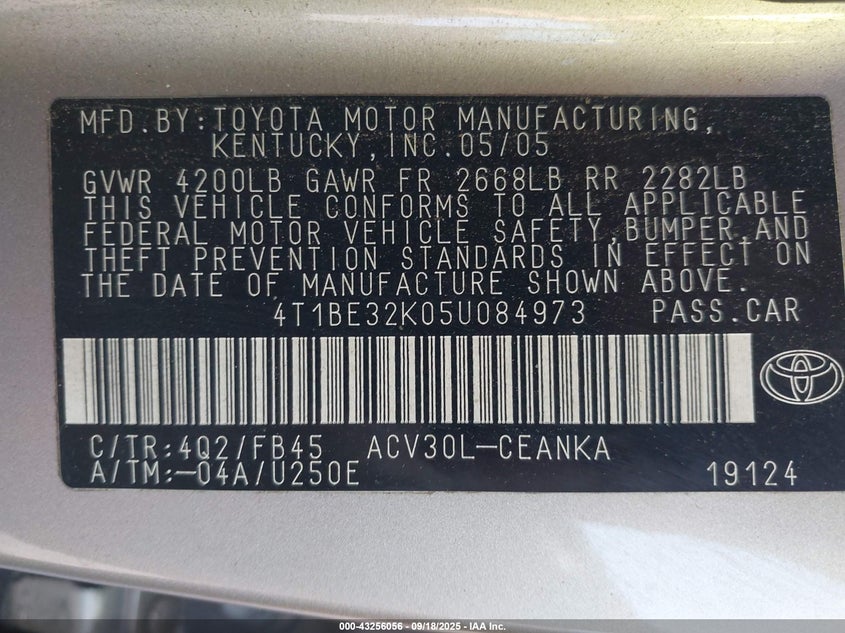 MFD.BY:TOYOTA MOTOR MANUFACTURING,
KENTUCKY,INC.05/05
GVWR 4200LB GAWR FR 2668LB RR 2282LB
THIS VEHICLE CONFORMS TO ALL APPLICABLE
FEDERAL MOTOR VEHICLE SAFETY,BUMPER,AND
THEFT PREVENTION STANDARDS IN EFFECT ON
THE DATE OF MANUFACTURE SHOWN ABOVE.
4T1BE32K05U084973 PASS.CAR
C/TR:4Q2/FB45 ACV30L-CEANKA
A/TM:-04A/U250E 19124
000-43256056 — 09/18/2025 — IAA Inc.